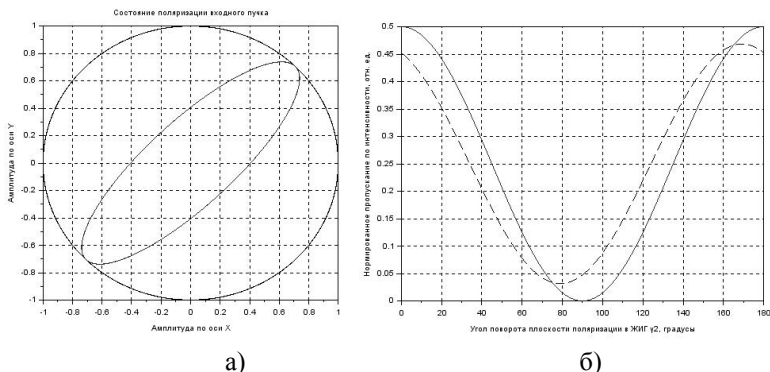 Состояние поляризации входного пучка
Амплитуда по оси Y
1
0.8
0.6
0.4
0.2
0
-0.2
-0.4
-0.6
-0.8
-1
-1 -0.8 -0.6 -0.4 -0.2 0 0.2 0.4 0.6 0.8 1
Амплитуда по оси X
а)
Нормированное пропускание по интенсивности, отн. ед.
0.5
0.45
0.4
0.35
0.3
0.25
0.2
0.15
0.1
0.05
0
0 20 40 60 80 100 120 140 160 180
Угол поворота плоскости поляризации в ЖИГ γ2, градусы
б)